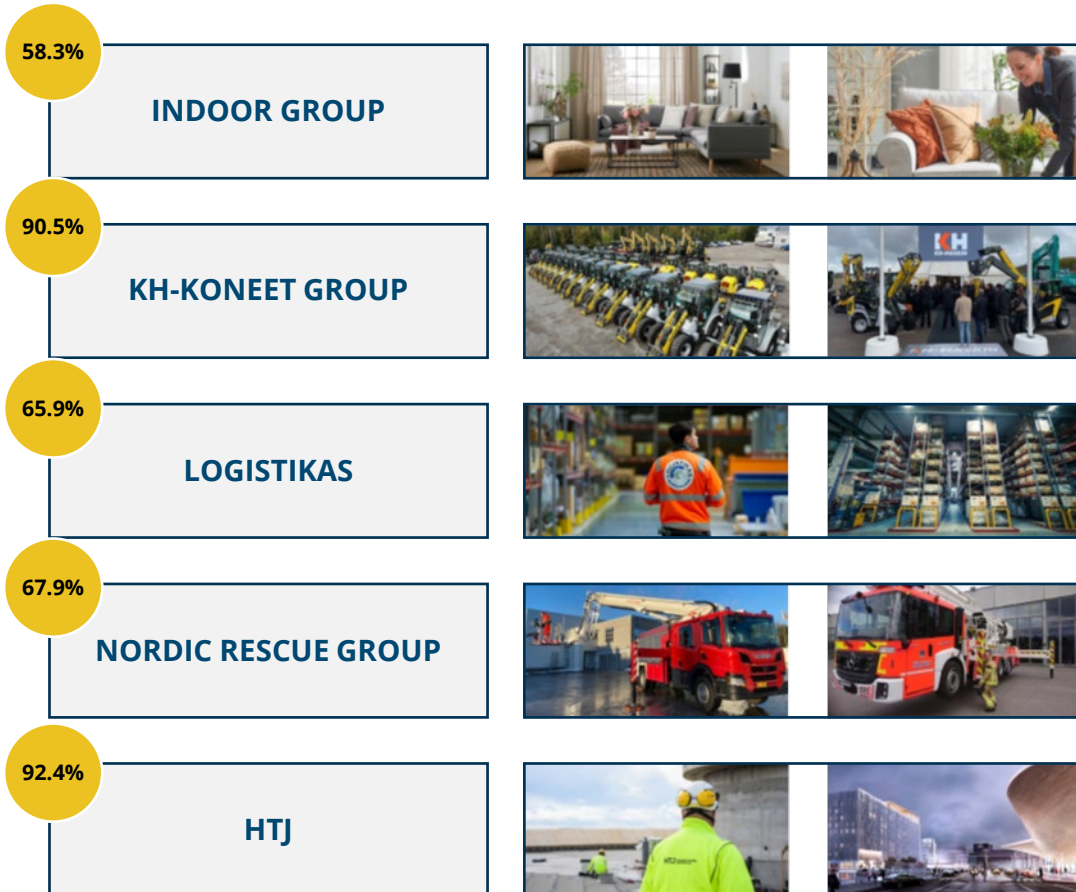 58.3%
INDOOR GROUP
90.5%
KH-KONEET GROUP
KH
65.9%
LOGISTIKAS
67.9%
NORDIC RESCUE GROUP
92.4%
HTJ